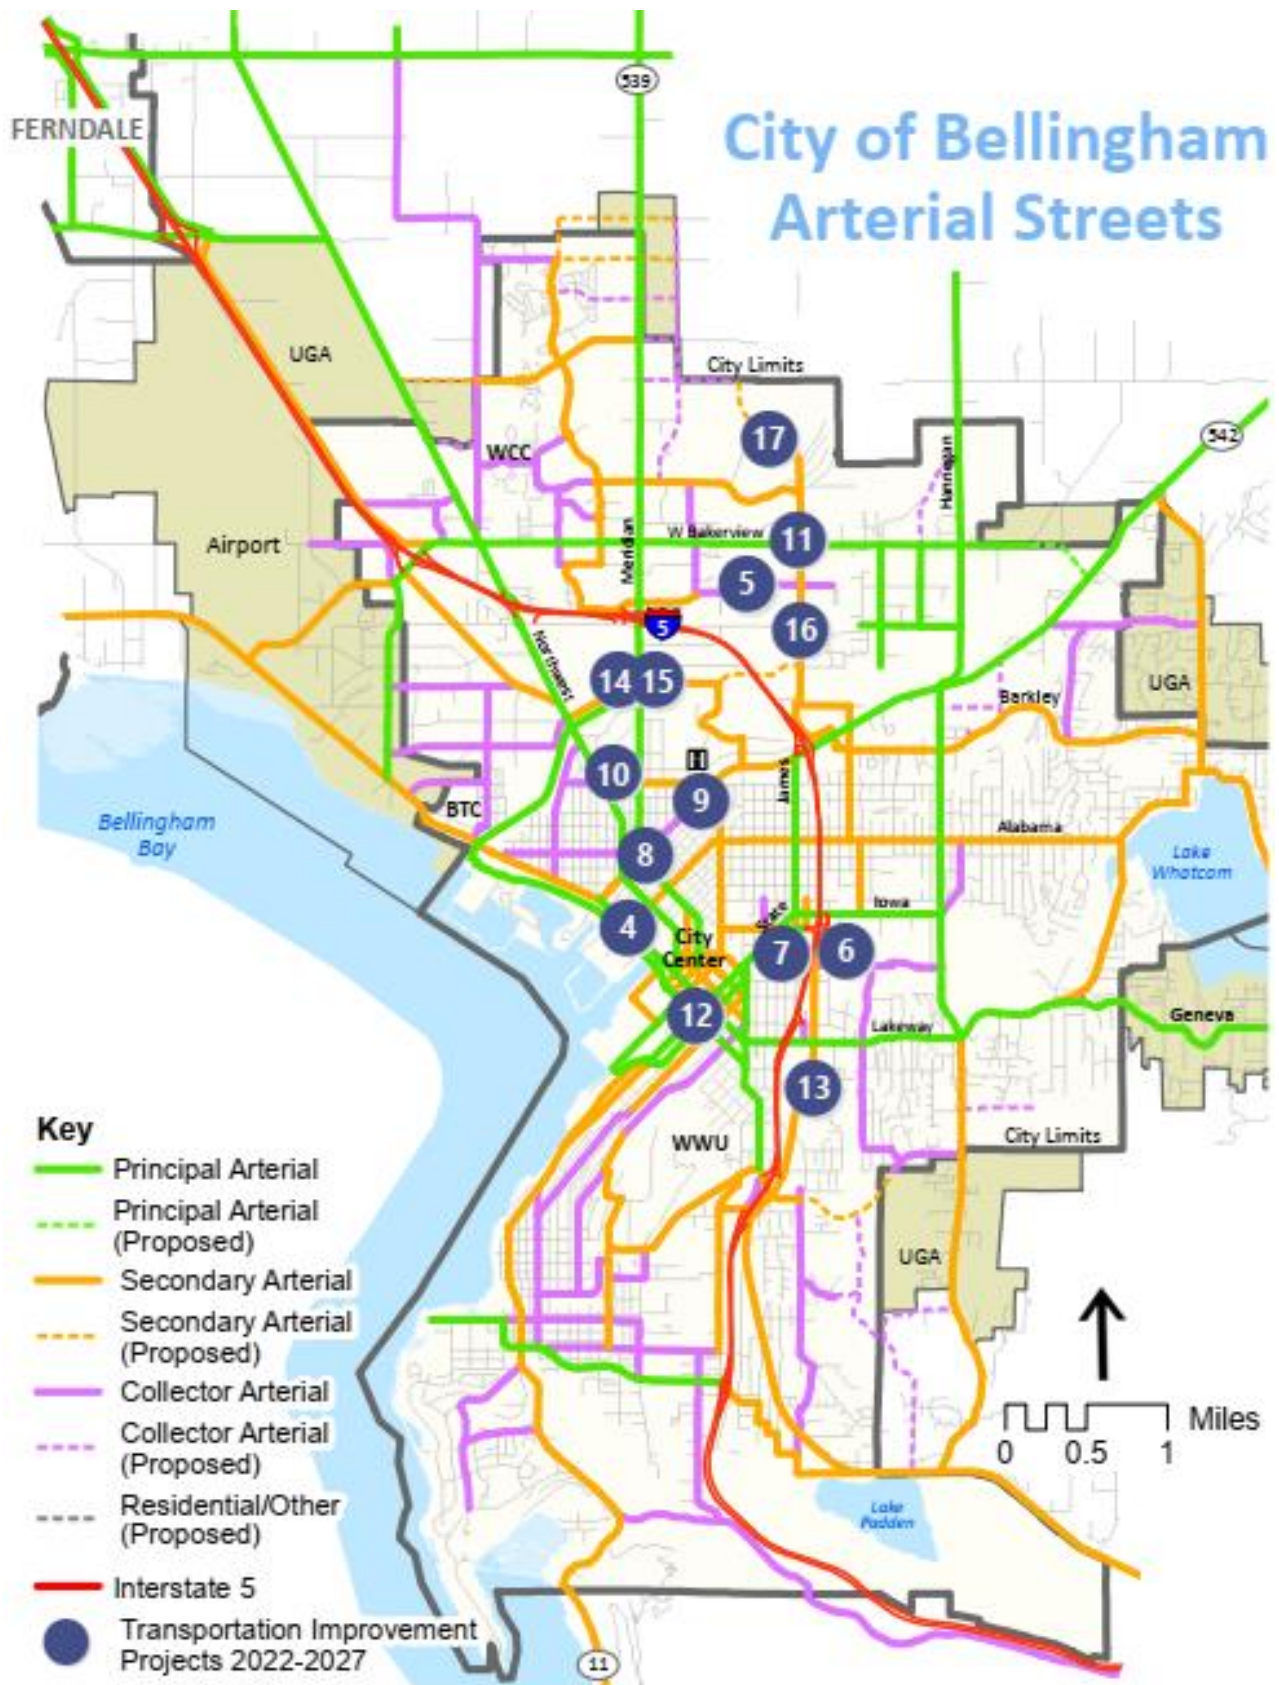 539
FERNDALE
City of Bellingham
Arterial Streets
UGA
City Limits
17
WCC
Hannegan
542
Airport
Meridian
W Bakerview
11
5
5
16
Northwest
14
15
UGA
Barkley
H
10
James
9
BTC
Bellingham
Bay
Alabama
8
Lake
Whatcom
State
Iowa
4
City
Center
7
6
12
Lakeway
Geneva
13
WWU
City Limits
UGA
Key
Principal Arterial
Principal Arterial
(Proposed)
Secondary Arterial
Secondary Arterial
(Proposed)
Collector Arterial
Collector Arterial
(Proposed)
Residential/Other
(Proposed)
Interstate 5
Transportation Improvement
Projects 2022-2027
Miles
0 0.5 1
Lake
Padden
11